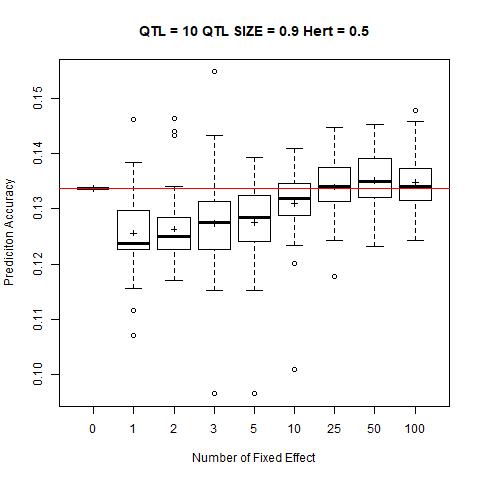 QTL = 10 QTL SIZE = 0.9 Hert = 0.5
Prediciton Accuracy
0.15
0.14
0.13
0.12
0.11
0.10
0 1 2 3 5 10 25 50 100
Number of Fixed Effect